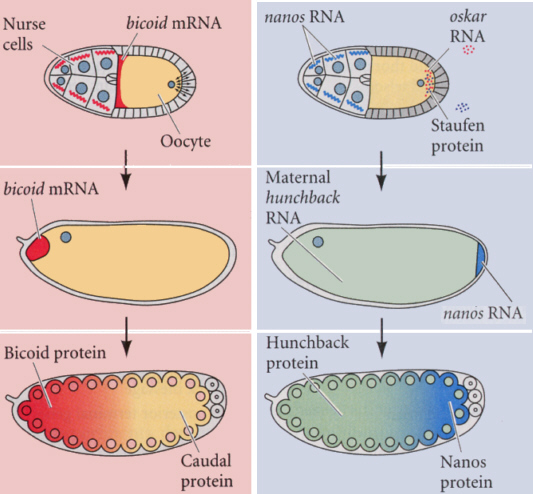 Nurse
cells
bicoid mRNA
Oocyte
nanos RNA
oskar
RNA
Staufen
protein
bicoid mRNA
Maternal
hunchback
RNA
nanos RNA
Bicoid protein
Caudal
protein
Hunchback
protein
Nanos
protein